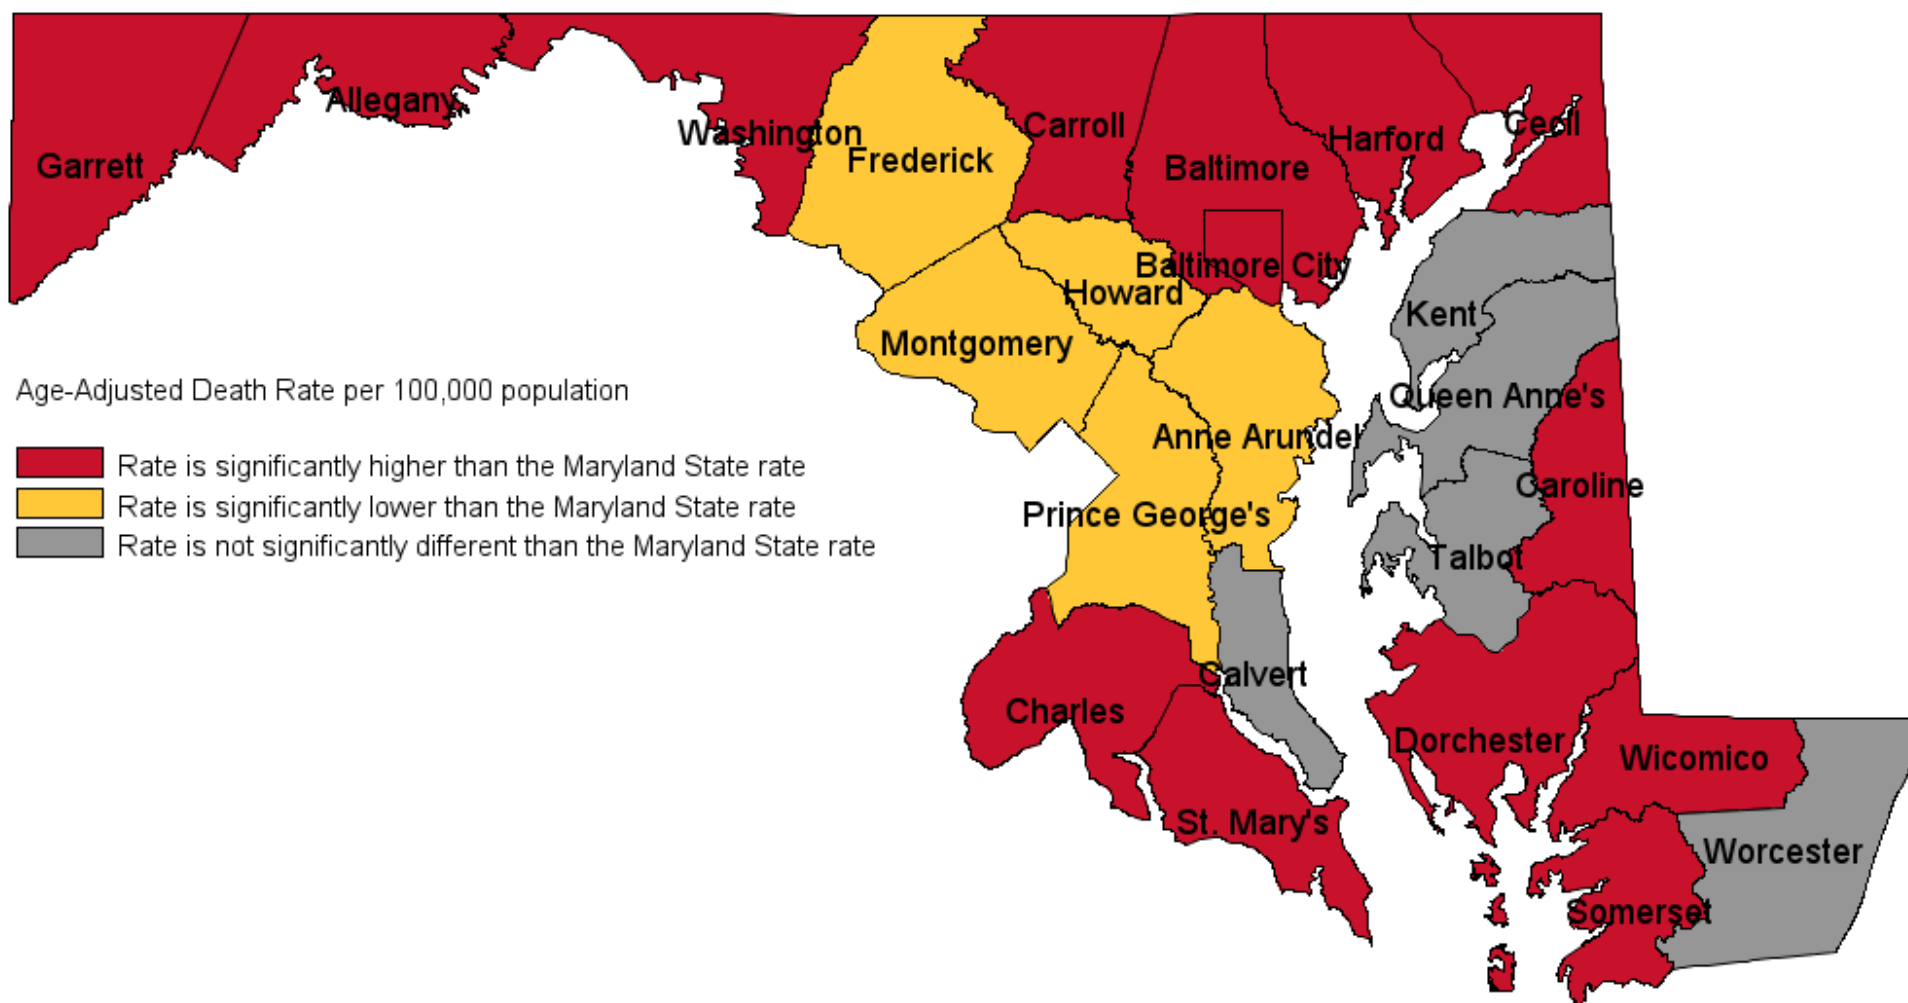 Allegany
Garrett
Washington
Frederick
Carroll
Baltimore
Harford
Cecil
Baltimore City
Howard
Montgomery
Kent
Queen Anne's
Anne Arundel
Caroline
Prince George's
Talbot
Calvert
Charles
Dorchester
Wicomico
St. Mary's
Worcester
Somerset
Age-Adjusted Death Rate per 100,000 population
Rate is significantly higher than the Maryland State rate
Rate is significantly lower than the Maryland State rate
Rate is not significantly different than the Maryland State rate